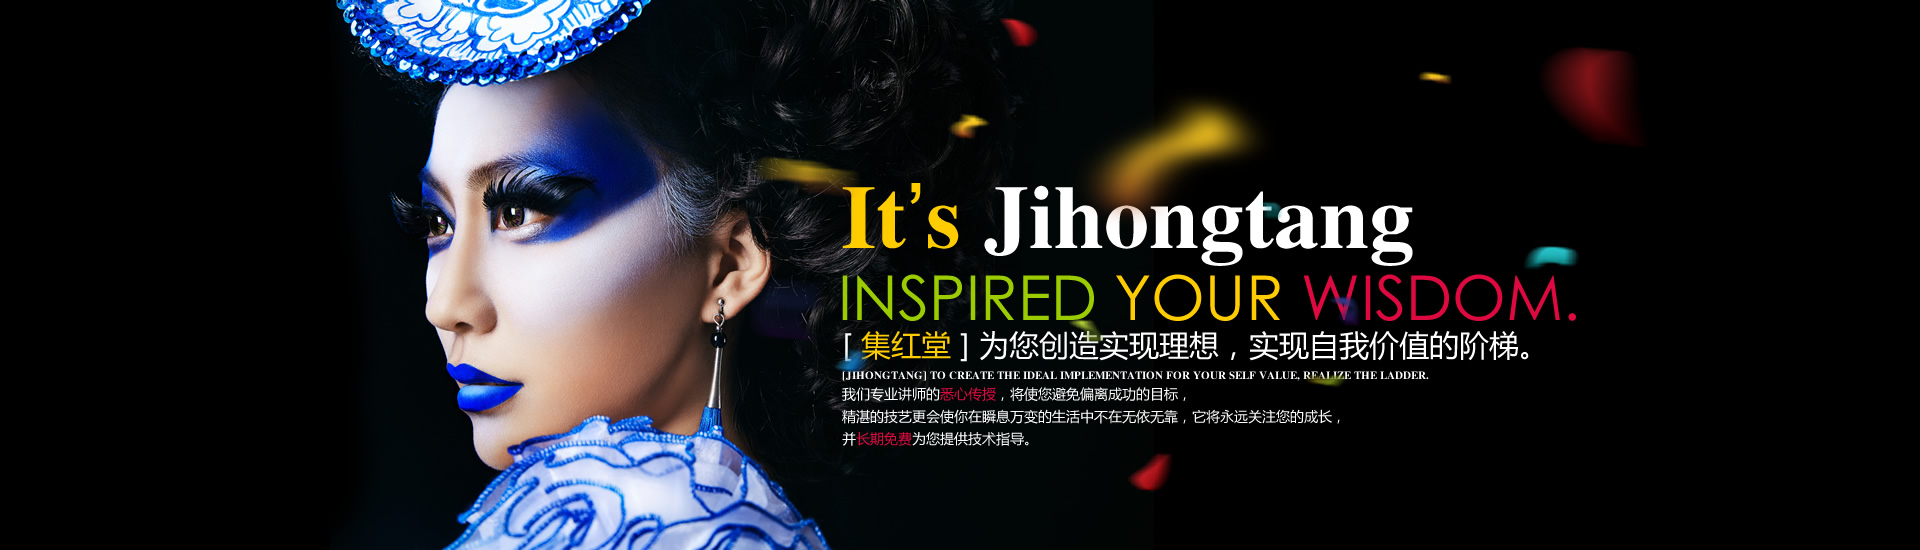 It's Jihongtang
INSPIRED YOUR WISDOM.
[ 集红堂 ] 为您创造实现理想，实现自我价值的阶梯。
[JIHONGTANG] TO CREATE THE IDEAL IMPLEMENTATION FOR YOUR SELF VALUE, REALIZE THE LADDER.
我们专业讲师的悉心传授，将使您避免偏离成功的目标，
精湛的技艺更会使你在瞬息万变的生活中不在无依无靠，它将永远关注您的成长，
并长期免费为您提供技术指导。